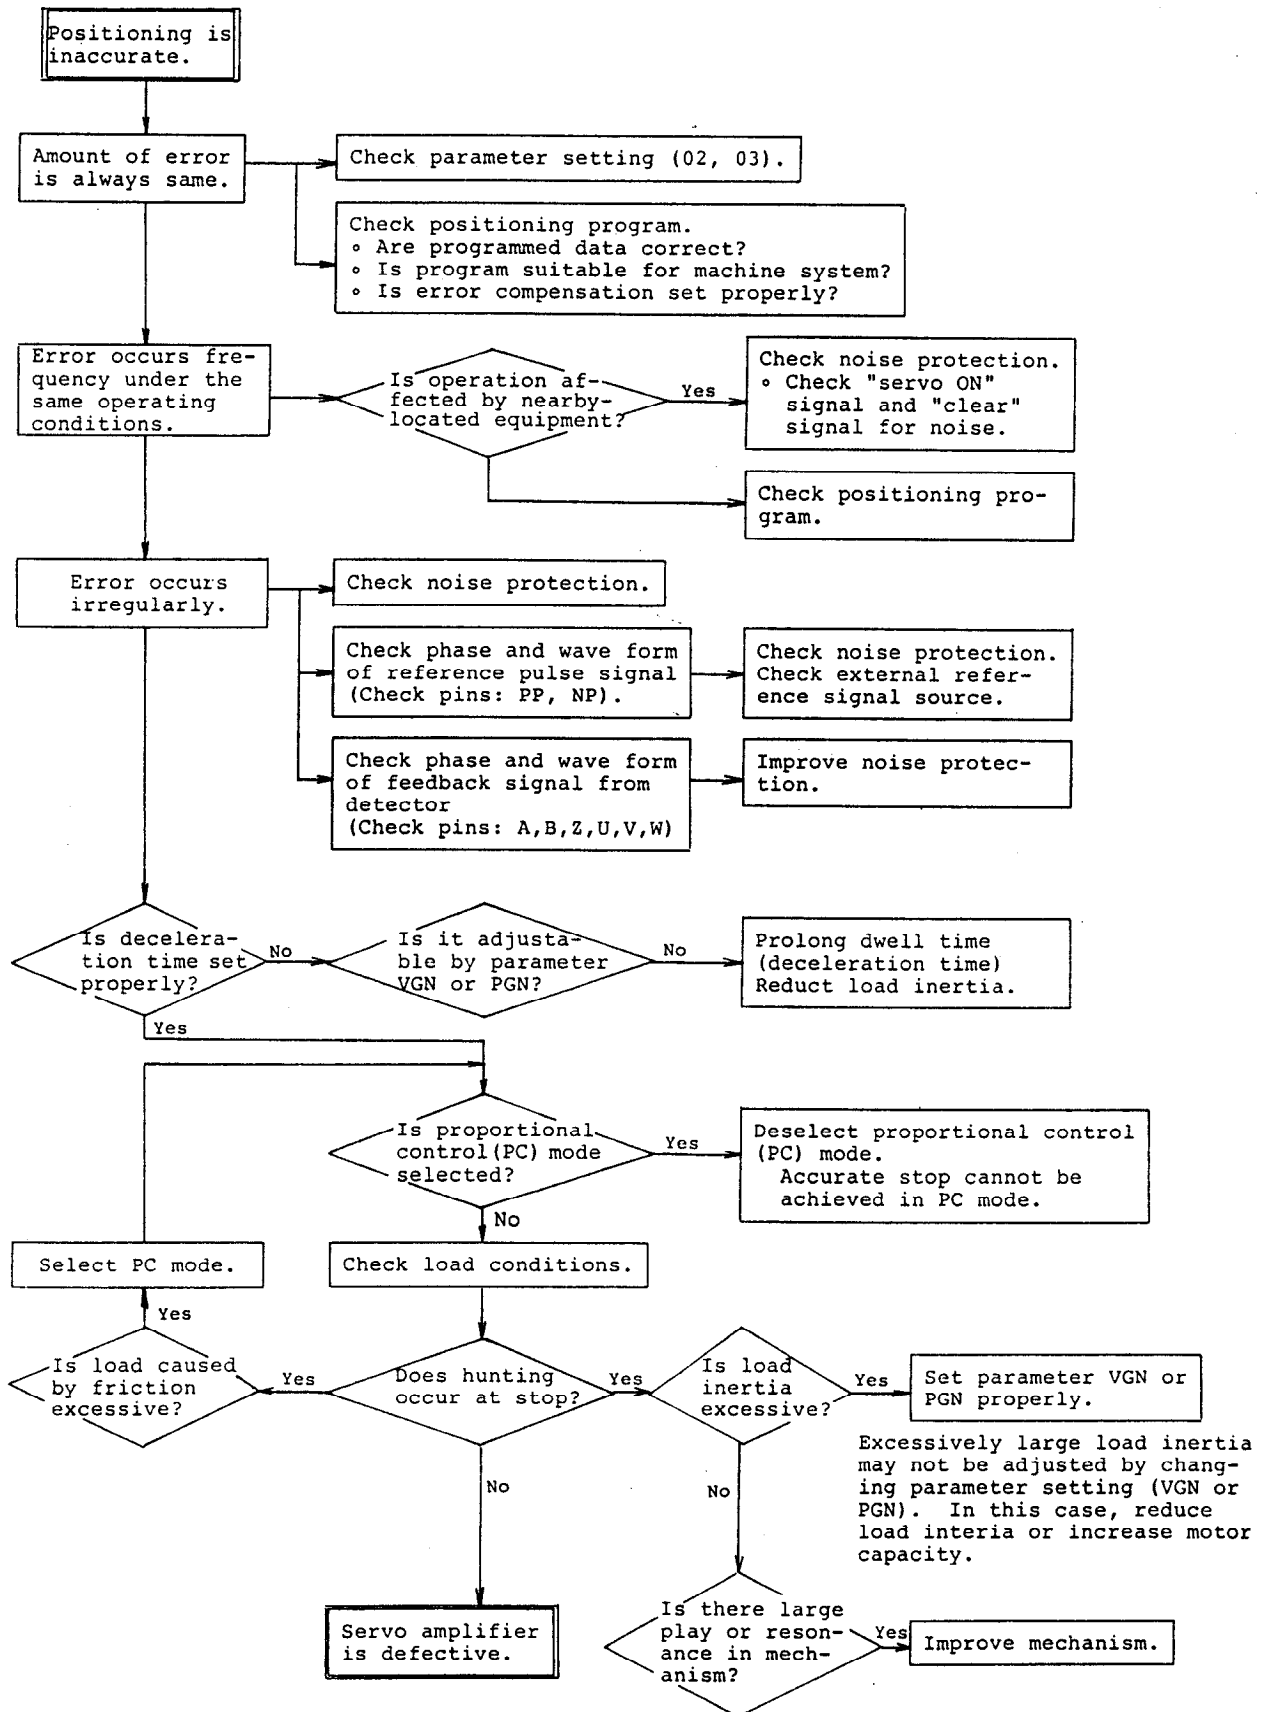 Positioning is
inaccurate.
Amount of error
is always same.
Check parameter setting (02, 03).
Check positioning program.
∘ Are programmed data correct?
∘ Is program suitable for machine system?
∘ Is error compensation set properly?
Error occurs fre-
quency under the
same operating
conditions.
Is operation af-
fected by nearby-
located equipment?
Yes
Check noise protection.
∘ Check "servo ON"
signal and "clear"
signal for noise.
Check positioning pro-
gram.
Error occurs
irregularly.
Check noise protection.
Check phase and wave form
of reference pulse signal
(Check pins: PP, NP).
Check noise protection.
Check external refer-
ence signal source.
Check phase and wave form
of feedback signal from
detector
(Check pins: A,B,Z,U,V,W)
Improve noise protec-
tion.
Is decelera-
tion time set
properly?
No
Is it adjusta-
ble by parameter
VGN or PGN?
No
Prolong dwell time
(deceleration time)
Reduct load inertia.
Yes
Is proportional
control(PC) mode
selected?
Yes
Deselect proportional control
(PC) mode.
Accurate stop cannot be
achieved in PC mode.
No
Select PC mode.
Check load conditions.
Yes
Is load caused
by friction
excessive?
Yes
Does hunting
occur at stop?
Yes
Is load
inertia
excessive?
Yes
Set parameter VGN or
PGN properly.
Excessively large load inertia
may not be adjusted by chang-
ing parameter setting (VGN or
PGN). In this case, reduce
load interia or increase motor
capacity.
No
No
Servo amplifier
is defective.
Is there large
play or reson-
ance in mech-
anism?
Yes
Improve mechanism.